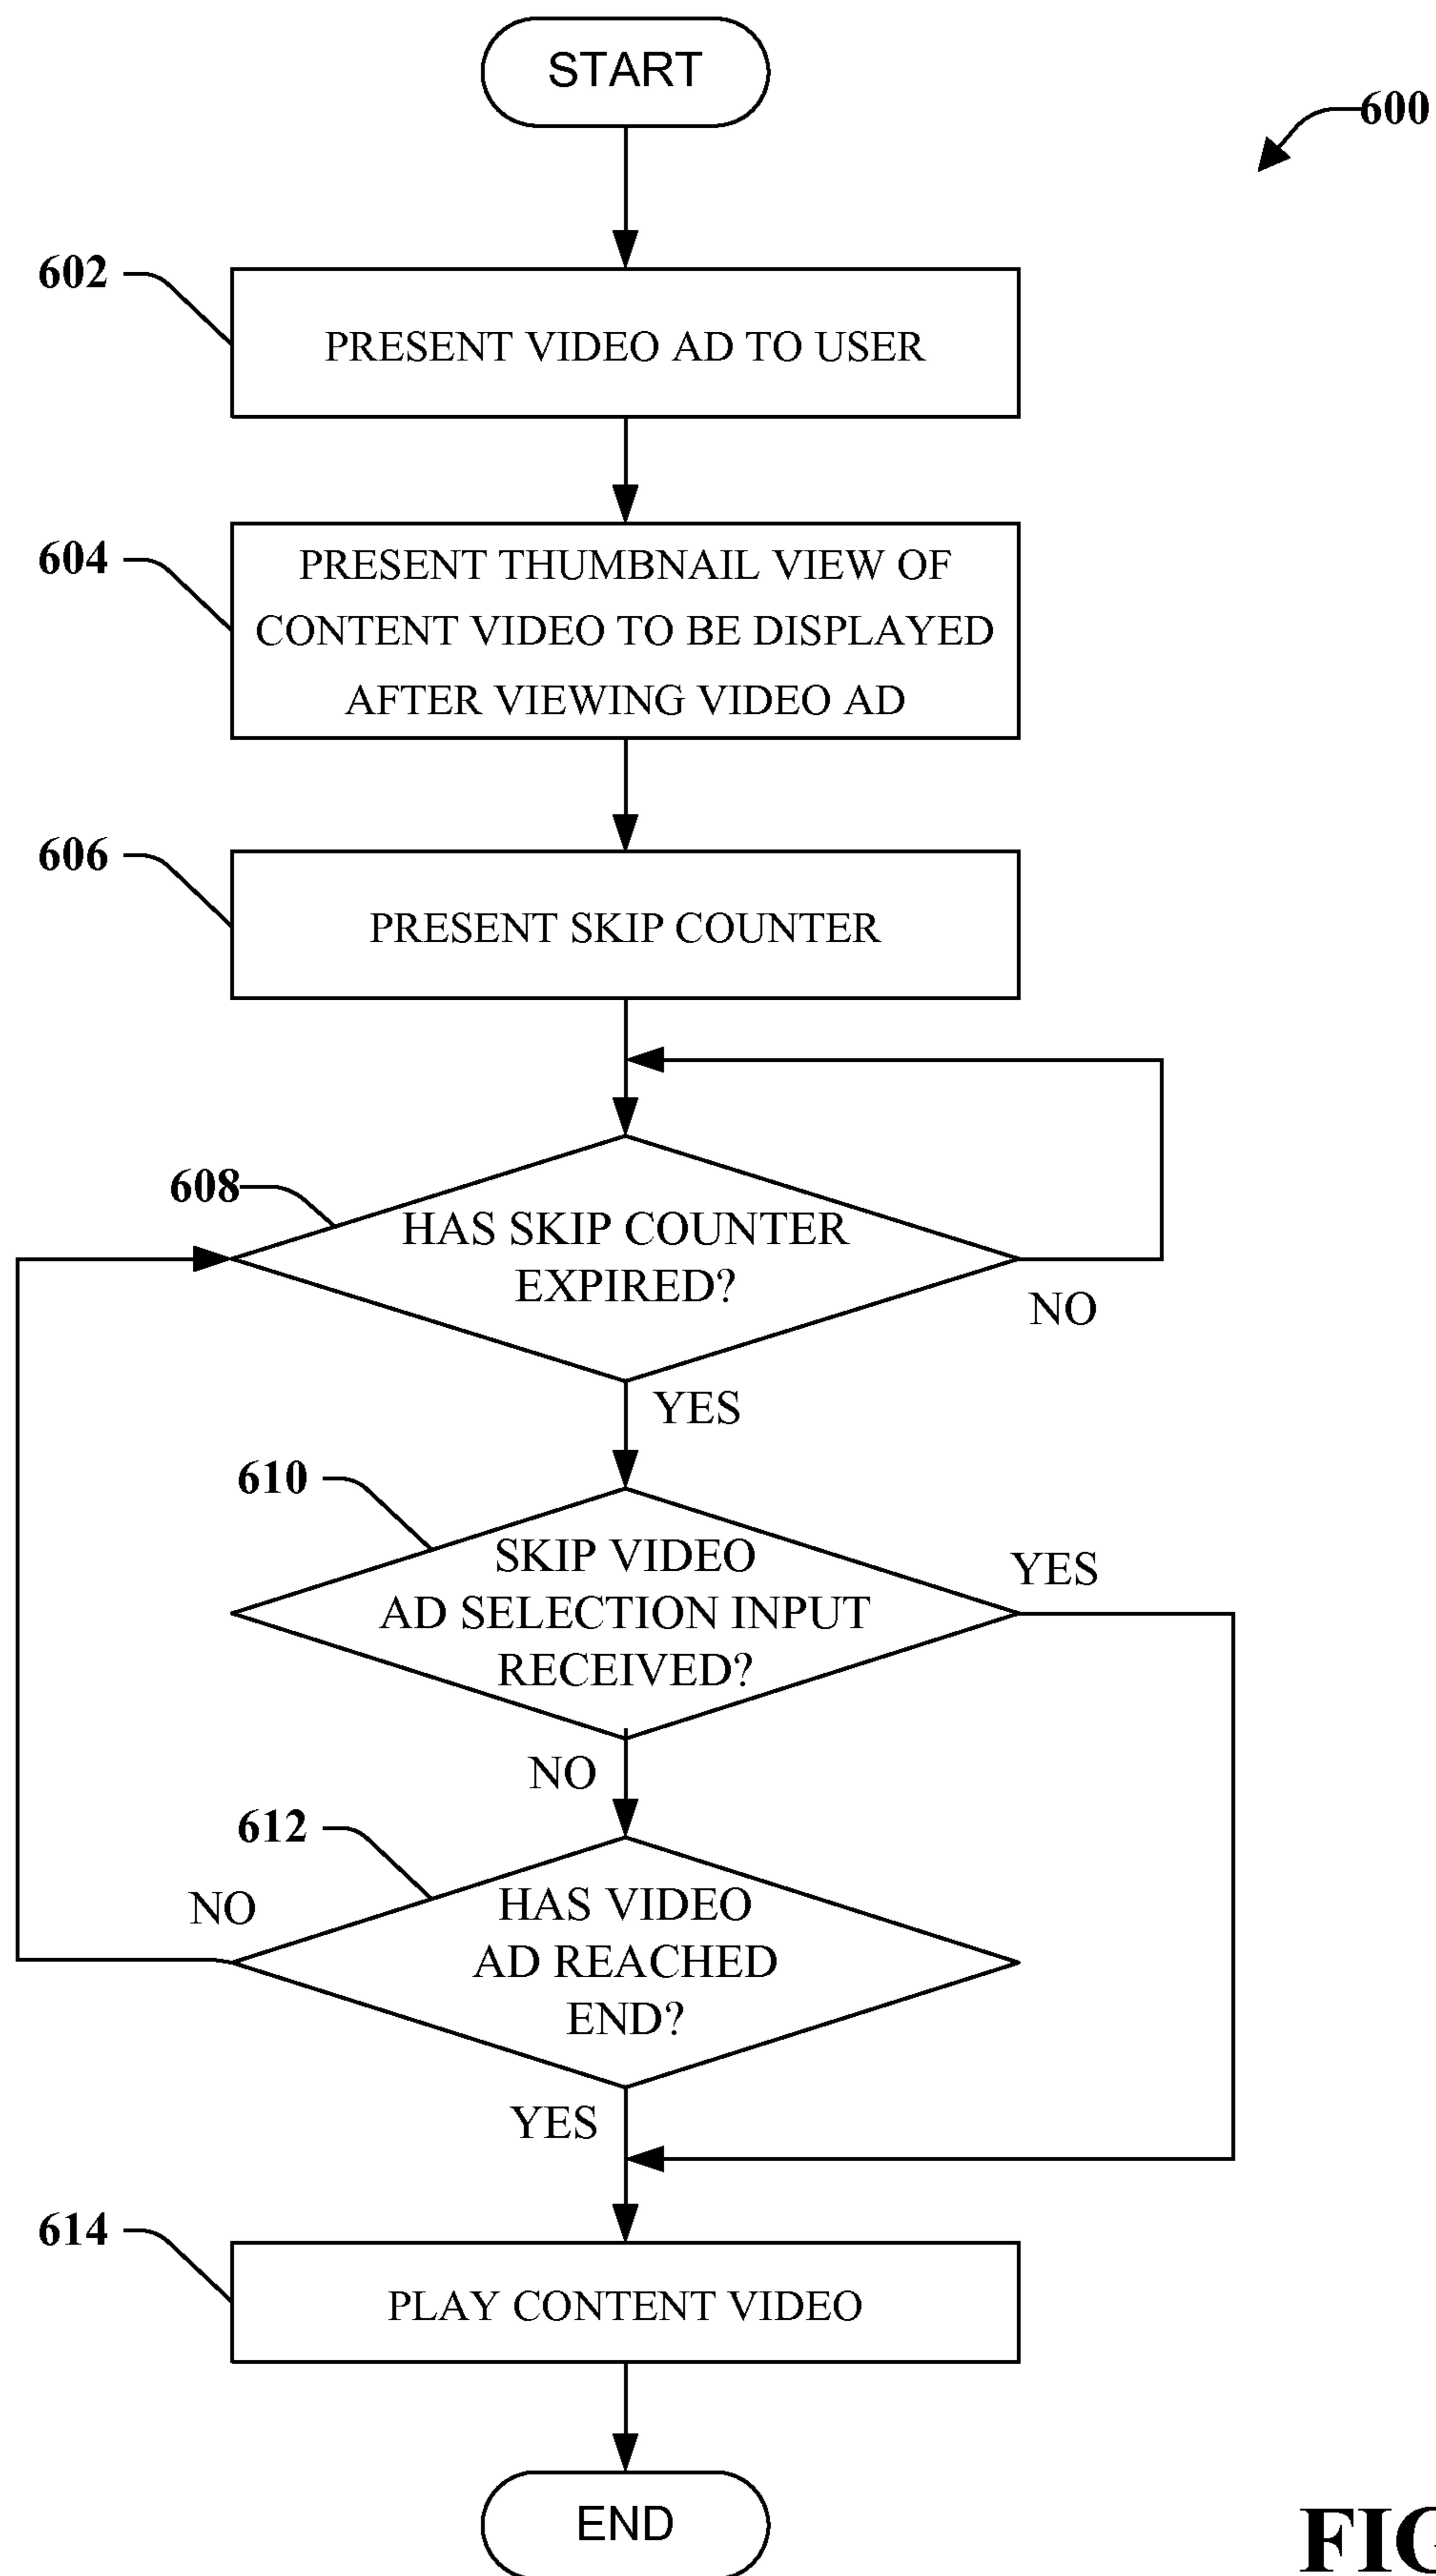 START
600
602
PRESENT VIDEO AD TO USER
604
PRESENT THUMBNAIL VIEW OF
CONTENT VIDEO TO BE DISPLAYED
AFTER VIEWING VIDEO AD
606
PRESENT SKIP COUNTER
608
HAS SKIP COUNTER
EXPIRED?
NO
YES
610
SKIP VIDEO
AD SELECTION INPUT
RECEIVED?
YES
NO
612
HAS VIDEO
AD REACHED
END?
NO
YES
614
PLAY CONTENT VIDEO
END
FIG